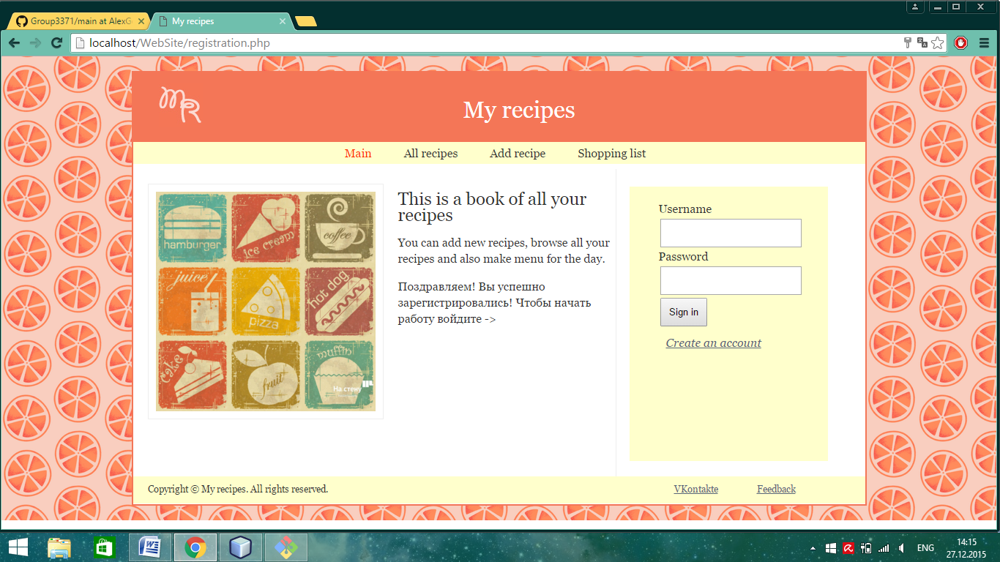 Group3371/main at AlexG
My recipes
localhost/WebSite/registration.php
MR
My recipes
Main All recipes Add recipe Shopping list
hamburger
ice cream
coffee
juice
pizza
hot dog
cake
fruit
muffin
На стену
This is a book of all your
recipes
You can add new recipes, browse all your
recipes and also make menu for the day.
Поздравляем! Вы успешно
зарегистрировались! Чтобы начать
работу войдите ->
Username
Password
Sign in
Create an account
Copyright © My recipes. All rights reserved.
VKontakte Feedback
ENG
14:15
27.12.2015